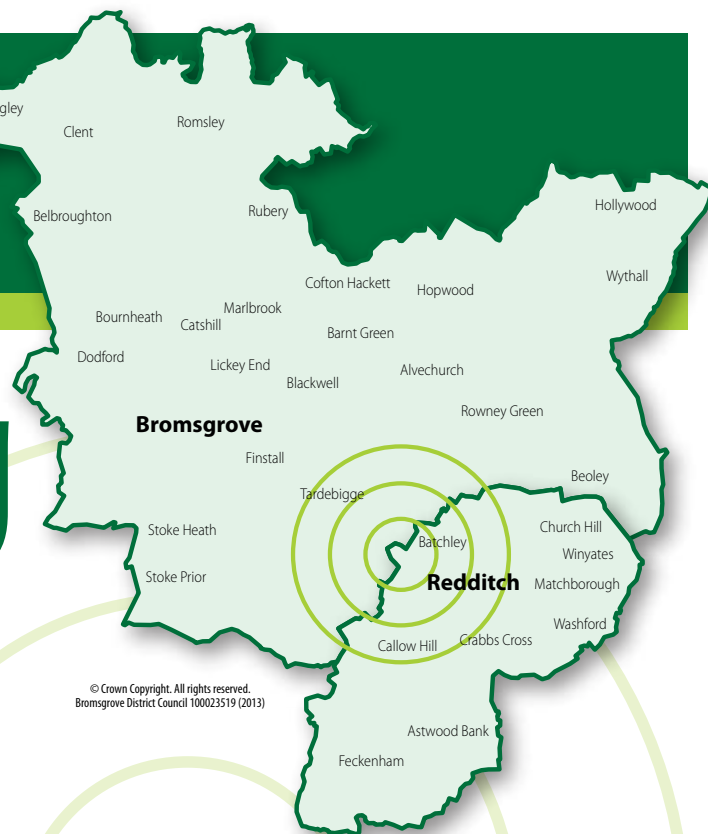 gley
Clent
Romsley
Belbroughton
Rubery
Hollywood
Cofton Hackett
Hopwood
Wythall
Bournheath
Marlbrook
Catshill
Barnt Green
Dodford
Lickey End
Blackwell
Alvechurch
Rowney Green
Bromsgrove
Finstall
Tardebigge
Beoley
Stoke Heath
Batchley
Church Hill
Winyates
Stoke Prior
Redditch
Matchborough
Washford
Callow Hill
Crabbs Cross
© Crown Copyright. All rights reserved.
Bromsgrove District Council 100023519 (2013)
Astwood Bank
Feckenham